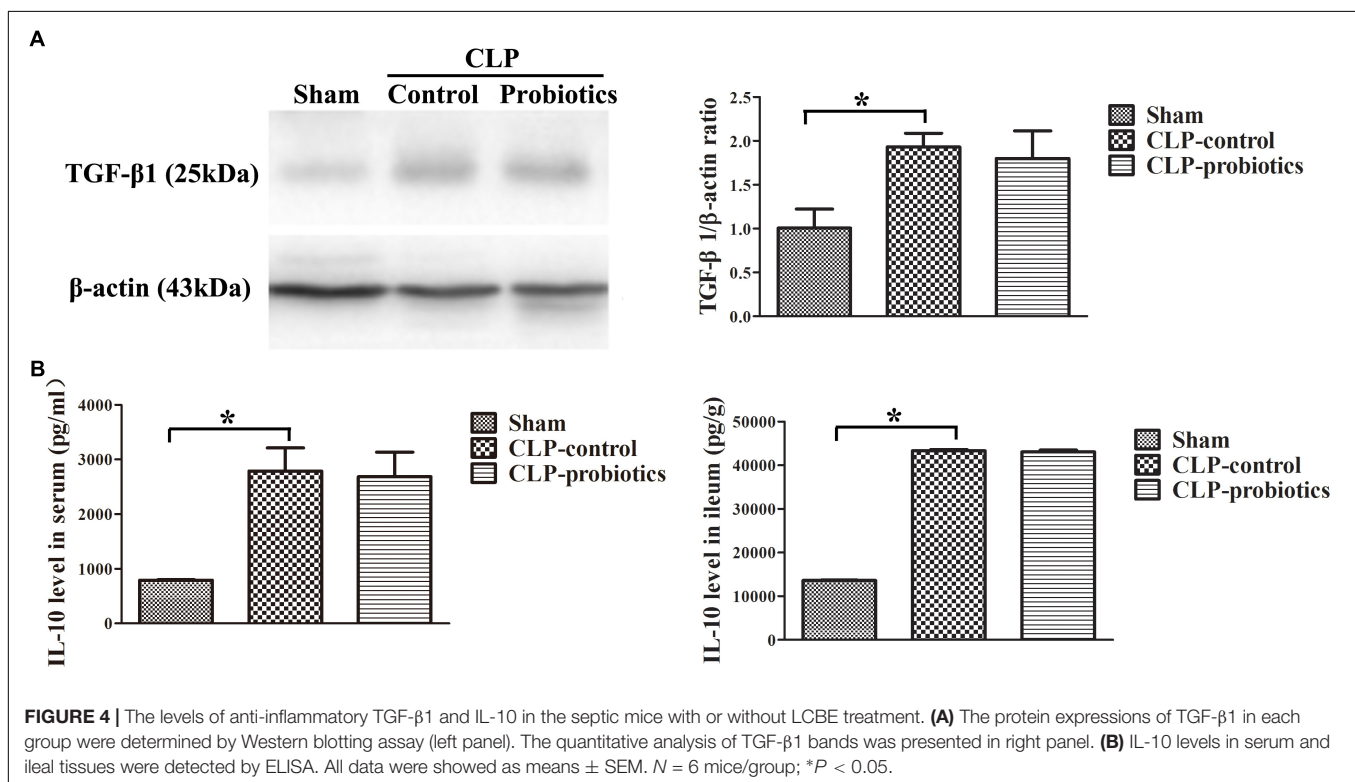 A
CLP
Sham Control Probiotics
TGF-β1 (25kDa)
β-actin (43kDa)
TGF-β 1/β-actin ratio
2.5
2.0
1.5
1.0
0.5
0.0
*
Sham
CLP-control
CLP-probiotics
B
IL-10 level in serum (pg/ml)
4000
3000
2000
1000
0
*
Sham
CLP-control
CLP-probiotics
IL-10 level in ileum (pg/g)
50000
40000
30000
20000
10000
0
*
Sham
CLP-control
CLP-probiotics
FIGURE 4 | The levels of anti-inflammatory TGF-β1 and IL-10 in the septic mice with or without LCBE treatment. (A) The protein expressions of TGF-β1 in each
group were determined by Western blotting assay (left panel). The quantitative analysis of TGF-β1 bands was presented in right panel. (B) IL-10 levels in serum and
ileal tissues were detected by ELISA. All data were showed as means ± SEM. N = 6 mice/group; *P < 0.05.